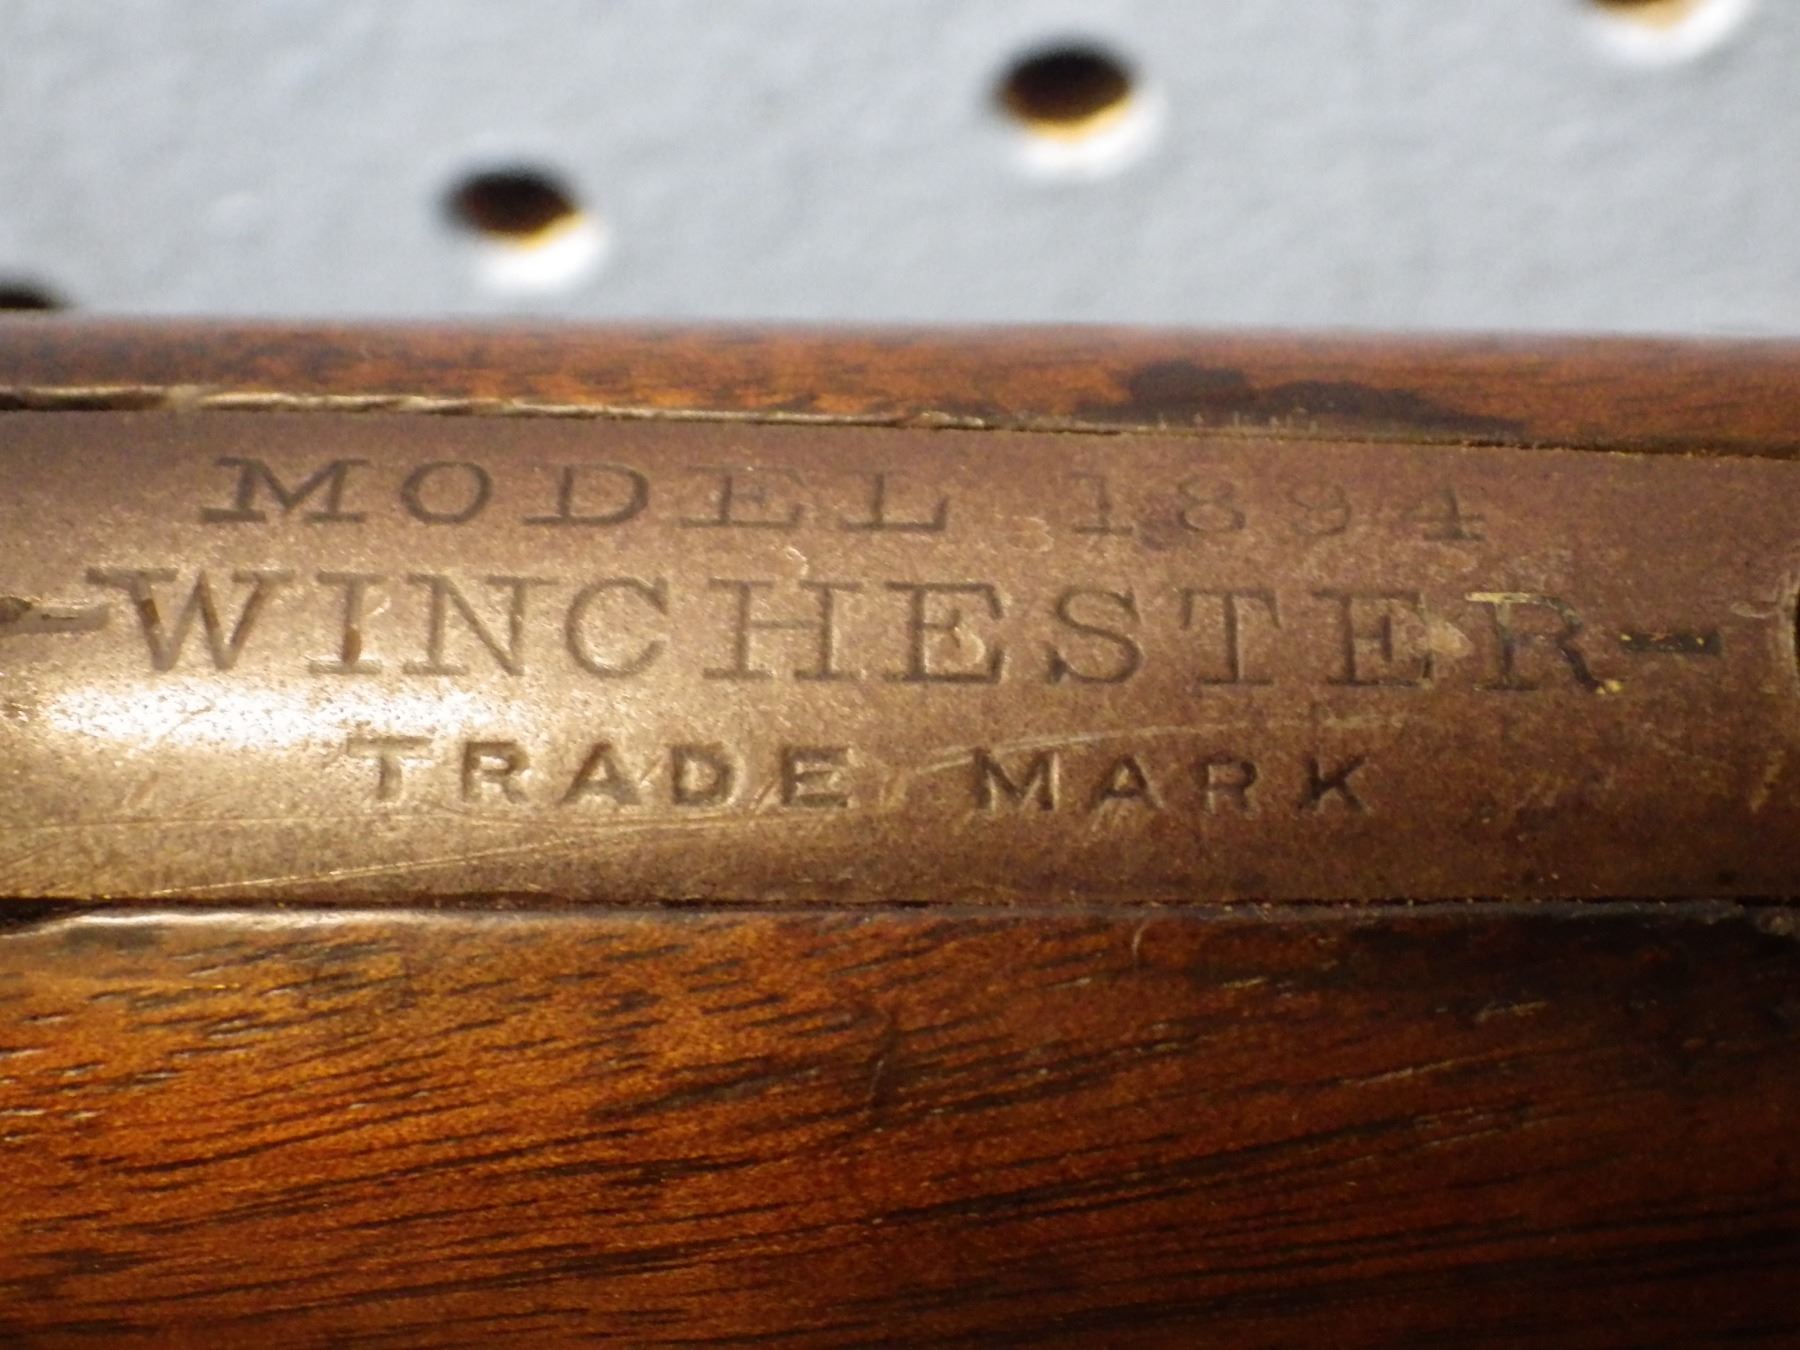 MODEL 1894
-WINCHESTER-
TRADE MARK